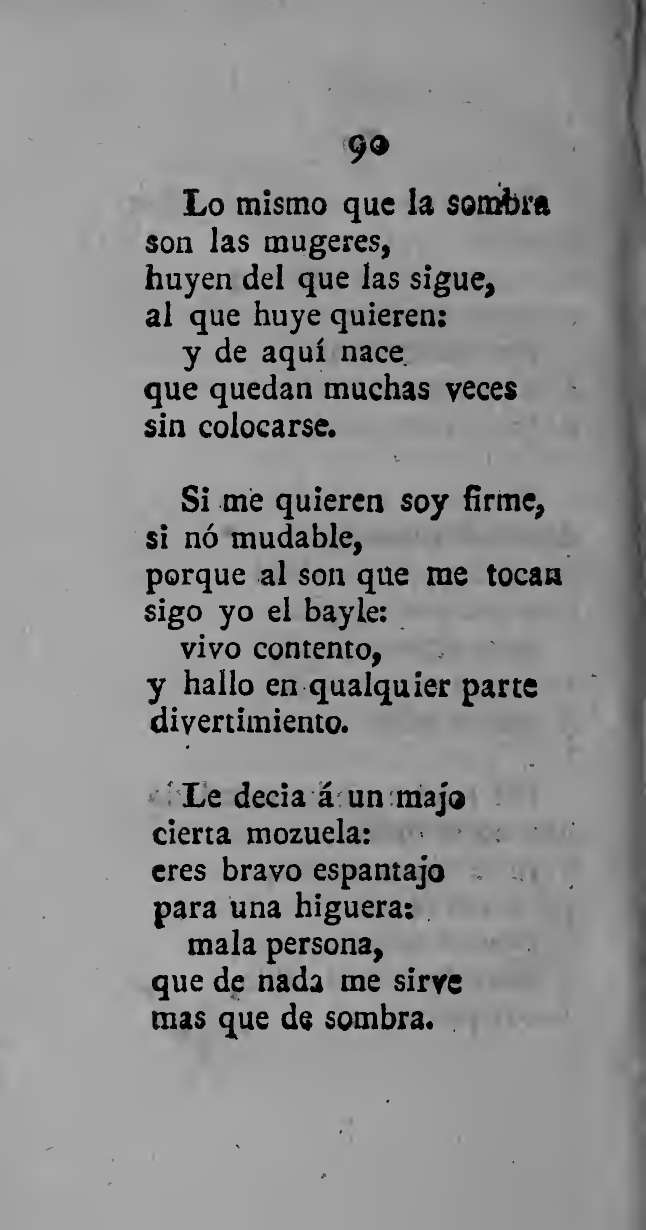 90
Lo mismo que la sombra
son las mugeres,
huyen del que las sigue,
al que huye quieren:
y de aquí nace
que quedan muchas veces
sin colocarse.
Si me quieren soy firme,
si nó mudable,
porque al son que me tocan
sigo yo el bayle:
vivo contento,
y hallo en qualquier parte
divertimiento.
Le decia á un majo
cierta mozuela:
eres bravo espantajo
para una higuera:
mala persona,
que de nada me sirve
mas que de sombra.